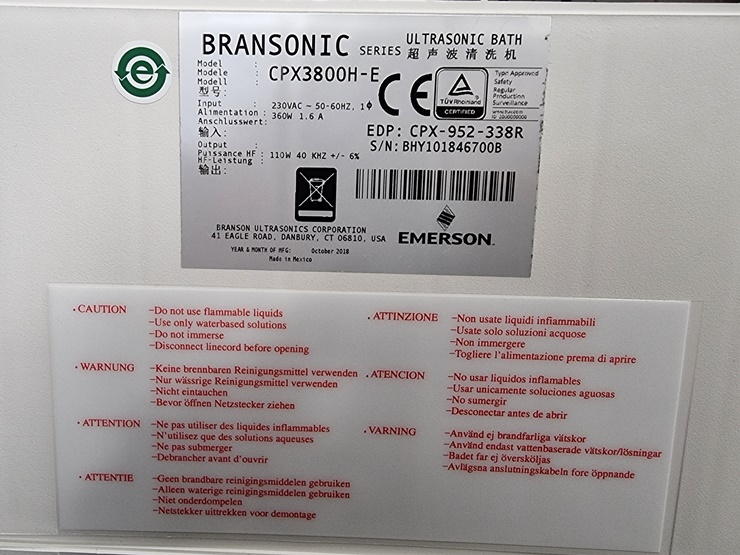 BRANSONIC SERIES ULTRASONIC BATH
超声波清洗机
Model
Modele : CPX3800H-E
Modell
型号:
Input : 230VAC ~ 50-60HZ, 1ϕ
Alimentation : 360W 1.6 A
Anschlusswert:
输入:
Output :
Puissance HF : 110W 40 KHZ +/- 6%
HF-Leistung :
输出:
e
CE
TÜVRheinland
CERTIFIED
Type Approved
Safety
Regular
Production
Surveillance
EDP: CPX-952-338R
S/N: BHY101846700B
BRANSON ULTRASONICS CORPORATION
41 EAGLE ROAD, DANBURY, CT 06810, USA
YEAR & MONTH OF MFG: October 2018
Made in Mexico
EMERSON.
. CAUTION -Do not use flammable liquids
-Use only waterbased solutions
-Do not immerse
-Disconnect linecord before opening
. WARNUNG -Keine brennbaren Reinigungsmittel verwenden
-Nur wässrige Reinigungsmittel verwenden
-Nicht eintauchen
-Bevor öffnen Netzstecker ziehen
. ATTENTION -Ne pas utiliser des liquides inflammables
-N'utilisez que des solutions aqueuses
-Ne pas submerger
-Debrancher avant d'ouvrir
. ATTENTIE -Geen brandbare reinigingsmiddelen gebruiken
-Alleen waterige reinigingsmiddelen gebruiken
-Niet onderdompelen
-Netstekker uittrekken voor demontage
. ATTINZIONE -Non usate liquidi infiammabili
-Usate solo soluzioni acquose
-Non immergere
-Togliere l'alimentazione prema di aprire
. ATENCION -No usar liquidos inflamables
-Usar unicamente soluciones aguosas
-No sumergir
-Desconectar antes de abrir
. VARNING -Använd ej brandfarliga vätskor
-Använd endast vattenbaserade vätskor/lösningar
-Badet far ej översköljas
-Avlägsna anslutningskabeln fore öppnande